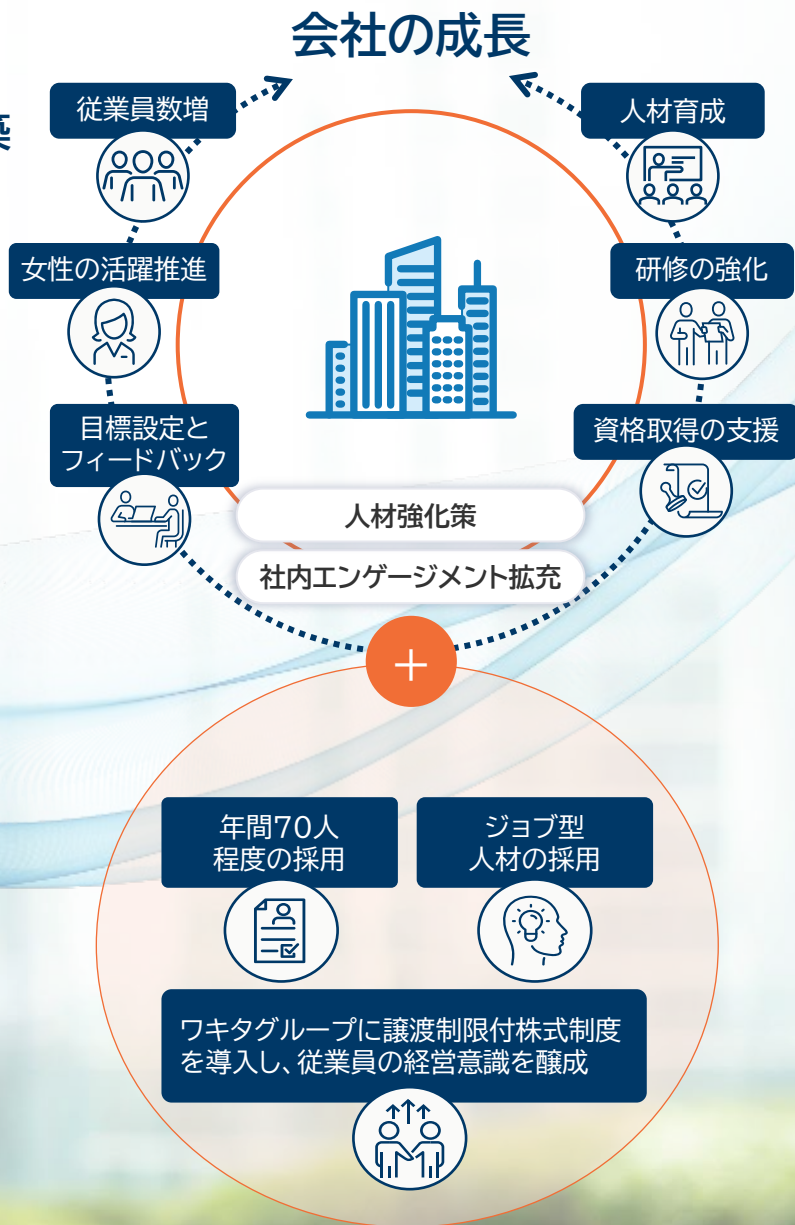 会社の成長
築
従業員数増
人材育成
女性の活躍推進
研修の強化
目標設定と
フィードバック
資格取得の支援
人材強化策
社内エンゲージメント拡充
+
年間70人
程度の採用
ジョブ型
人材の採用
ワキタグループに譲渡制限付株式制度
を導入し、従業員の経営意識を醸成